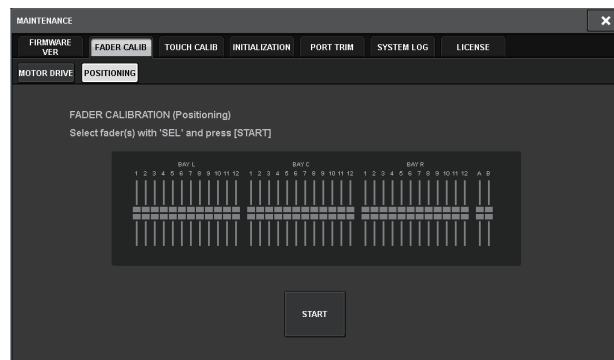 MAINTENANCE
FIRMWARE VER FADER CALIB TOUCH CALIB INITIALIZATION PORT TRIM SYSTEM LOG LICENSE
MOTOR DRIVE POSITIONING
FADER CALIBRATION (Positioning)
Select fader(s) with 'SEL' and press [START]
BAY L BAY C BAY R
1 2 3 4 5 6 7 8 9 10 11 12 1 2 3 4 5 6 7 8 9 10 11 12 1 2 3 4 5 6 7 8 9 10 11 12 A B
START